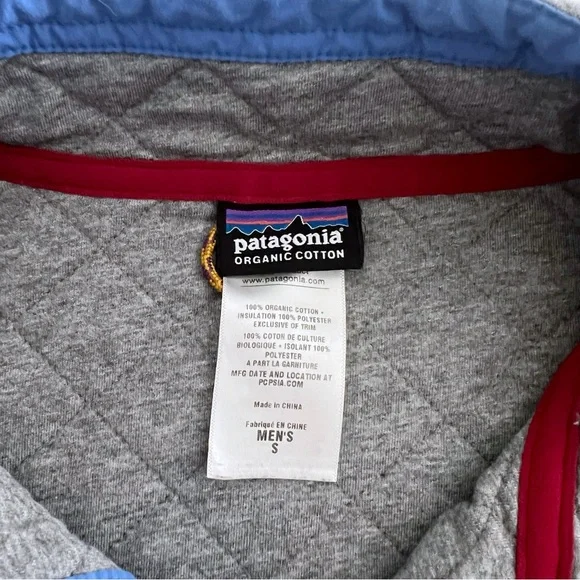 patagonia
ORGANIC COTTON
www.patagonia.com
100% ORGANIC COTTON •
INSULATION 100% POLYESTER
EXCLUSIVE OF TRIM
100% COTON DE CULTURE
BIOLOGIQUE • ISOLANT 100%
POLYESTER
A PART LA GARNITURE
MFG DATE AND LOCATION AT
PCPSIA.COM
Made in CHINA
Fabriqué EN CHINE
MEN'S
S